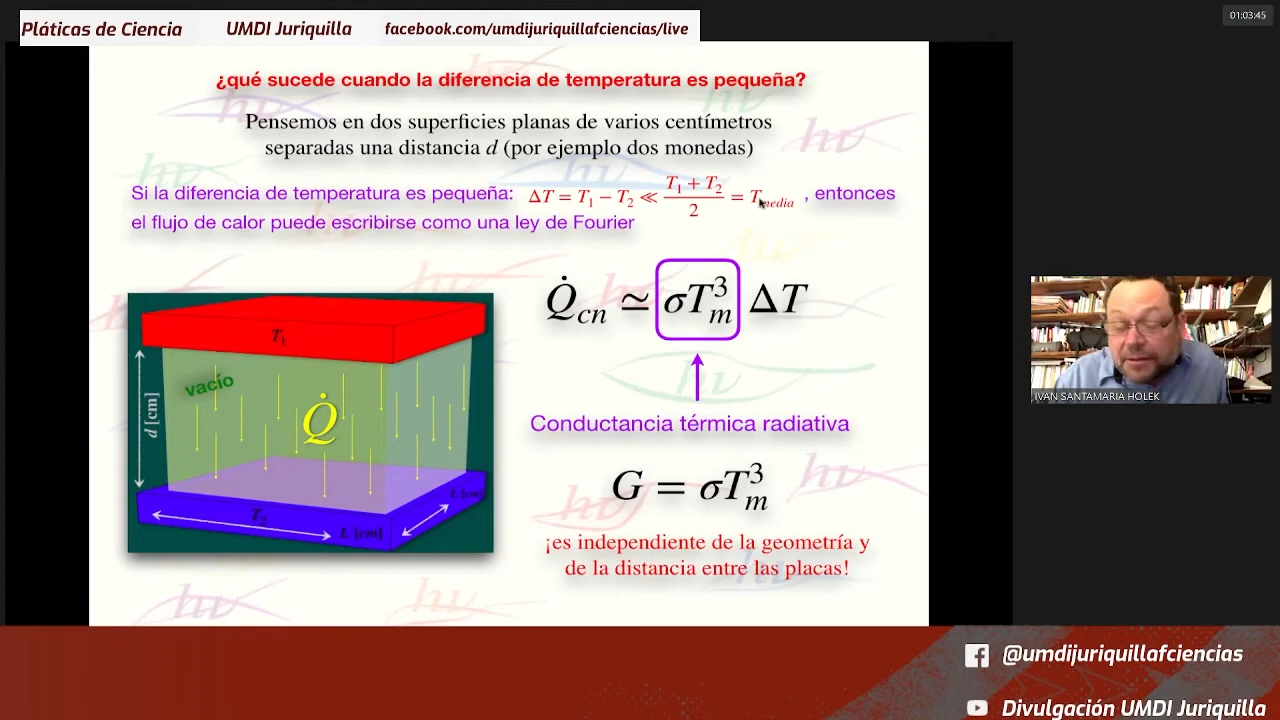 Pláticas de Ciencia UMDI Juriquilla facebook.com/umdijuriquillafciencias/live
01:03:45
¿qué sucede cuando la diferencia de temperatura es pequeña?
Pensemos en dos superficies planas de varios centímetros
separadas una distancia d (por ejemplo dos monedas)
Si la diferencia de temperatura es pequeña: ΔT = T₁ − T₂ ≪ (T₁ + T₂)/2 = Tmedia , entonces
el flujo de calor puede escribirse como una ley de Fourier
Q̇cn ≃ σT³m ΔT
T₁
vacío
Q̇
d [cm]
T₂
L [cm]
L [cm]
Conductancia térmica radiativa
G = σT³m
¡es independiente de la geometría y
de la distancia entre las placas!
IVAN SANTAMARIA HOLEK
@umdijuriquillafciencias
Divulgación UMDI Juriquilla